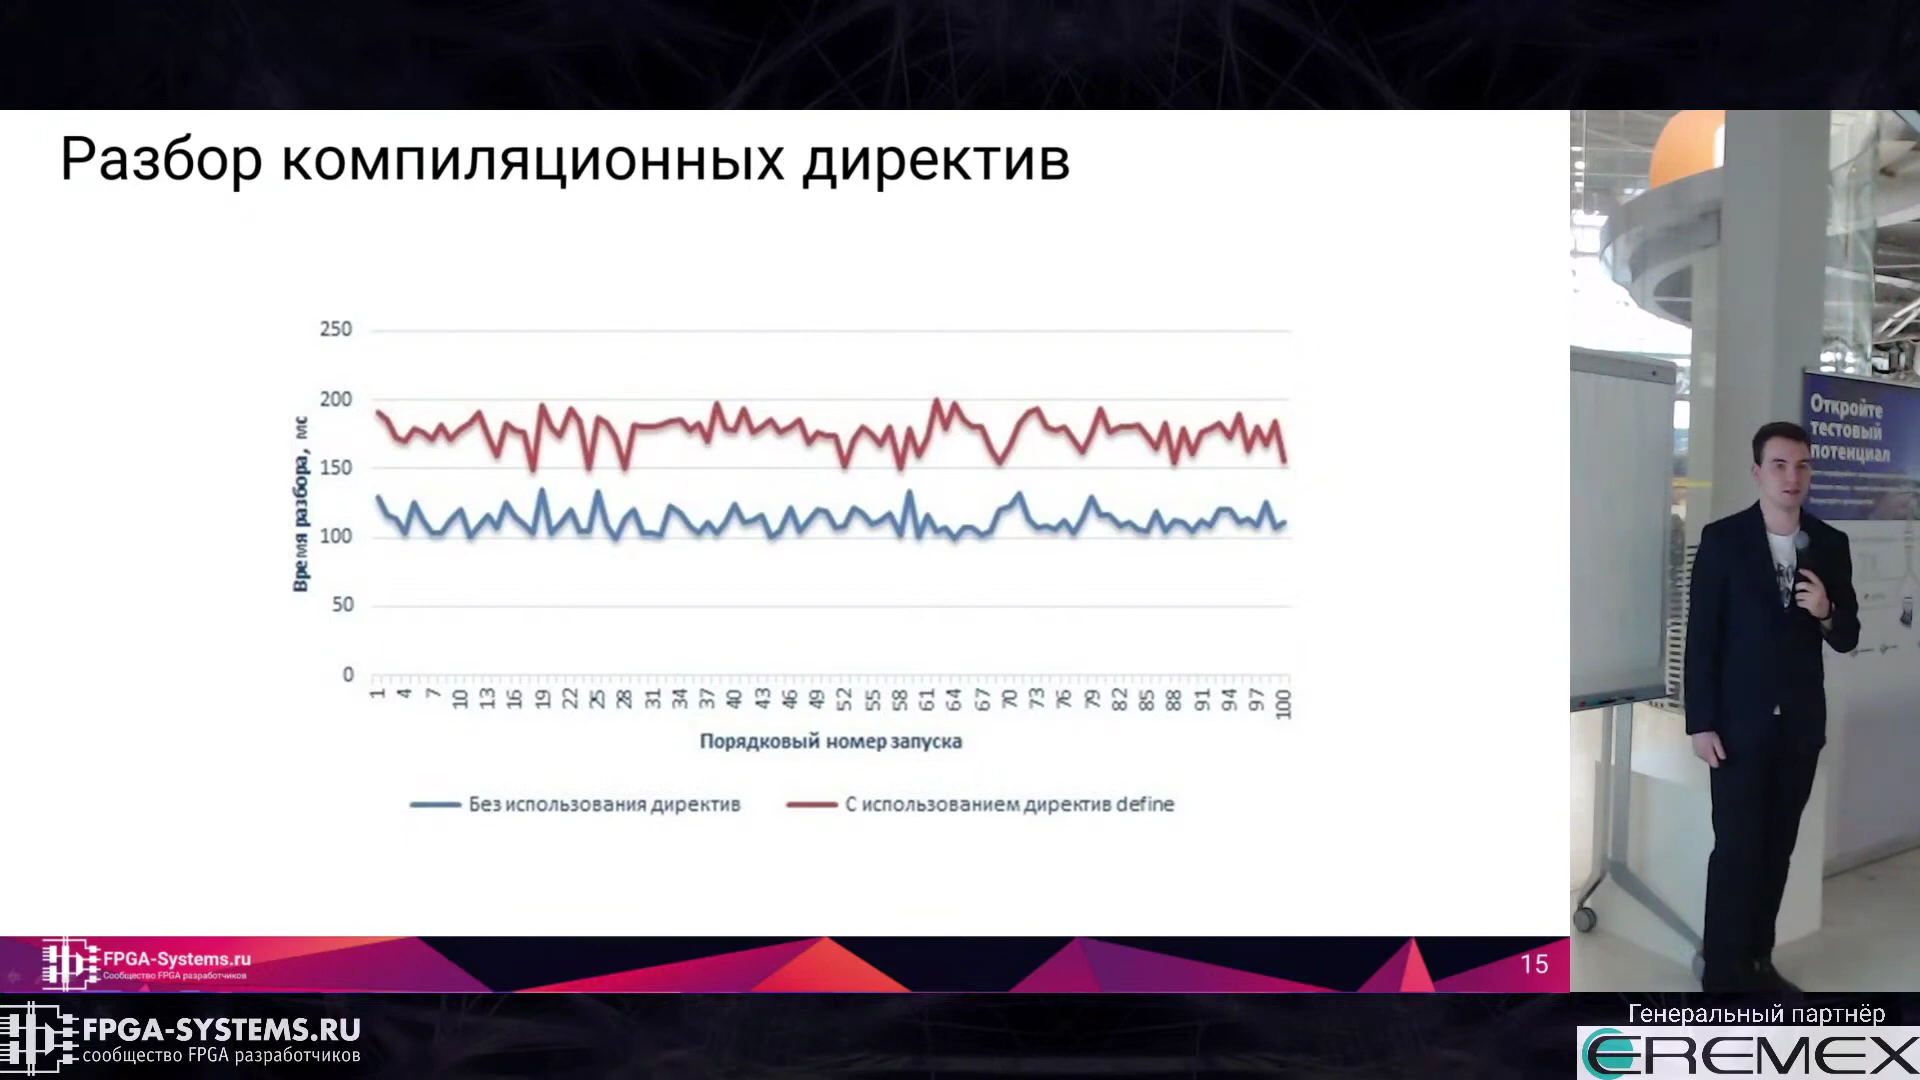 Разбор компиляционных директив
250
200
150
100
50
0
Время разбора, мс
1 4 7 10 13 16 19 22 25 28 31 34 37 40 43 46 49 52 55 58 61 64 67 70 73 76 79 82 85 88 91 94 97 100
Порядковый номер запуска
Без использования директив
С использованием директив define
Откройте
тестовый
потенциал
FPGA-Systems.ru
Сообщество FPGA разработчиков
15
FPGA-SYSTEMS.RU
сообщество FPGA разработчиков
Генеральный партнёр
EREMEX